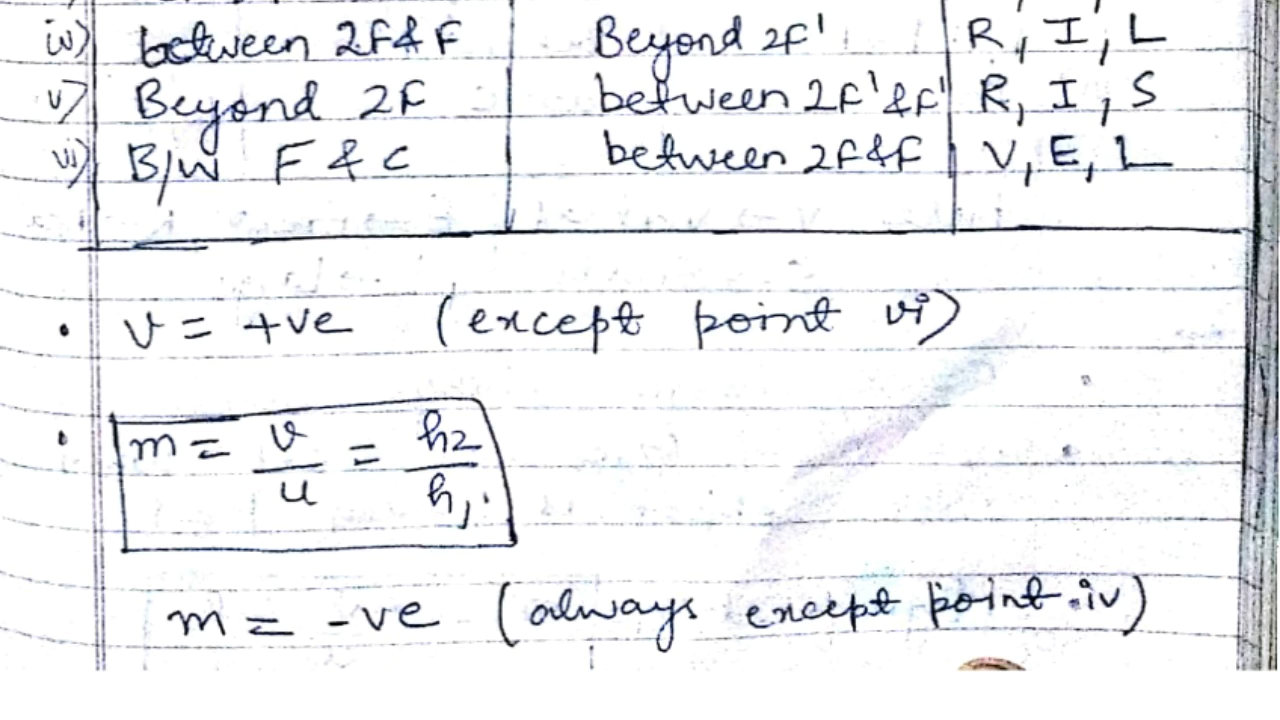 iv) between 2F & F Beyond 2F' R, I, L
v) Beyond 2F between 2F' & F' R, I, S
vi) B/W F & C between 2F & F V, E, L
• v = +ve (except point vi)
• m = v/u = h2/h1.
m = -ve (always except point iv)